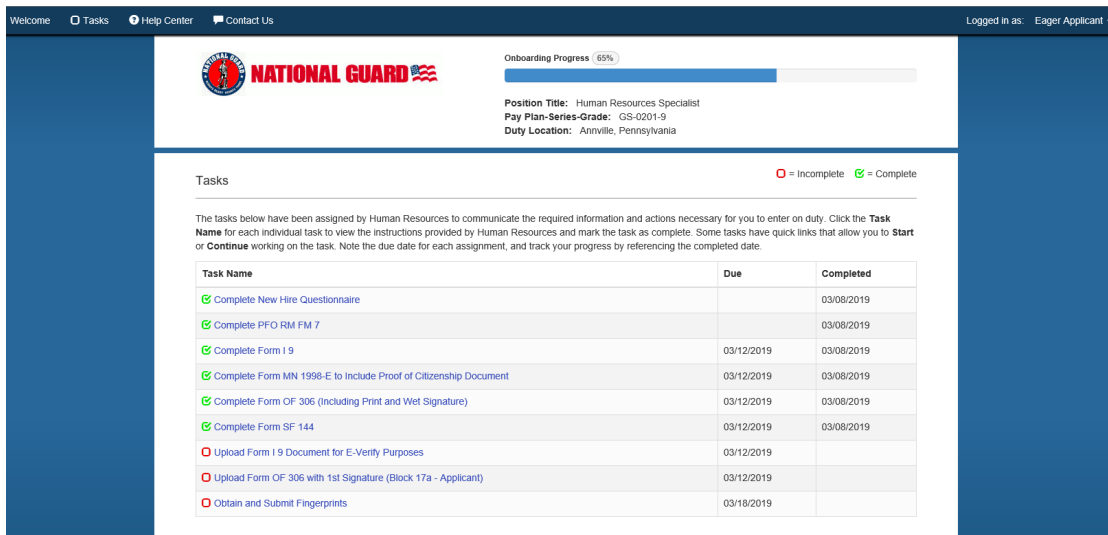 Welcome Tasks Help Center Contact Us Logged in as: Eager Applicant
NATIONAL GUARD
Onboarding Progress 65%
Position Title: Human Resources Specialist
Pay Plan-Series-Grade: GS-0201-9
Duty Location: Annville, Pennsylvania
Tasks
= Incomplete = Complete
The tasks below have been assigned by Human Resources to communicate the required information and actions necessary for you to enter on duty. Click the Task
Name for each individual task to view the instructions provided by Human Resources and mark the task as complete. Some tasks have quick links that allow you to Start
or Continue working on the task. Note the due date for each assignment, and track your progress by referencing the completed date.
Task Name Due Completed
Complete New Hire Questionnaire 03/08/2019
Complete PFO RM FM 7 03/08/2019
Complete Form I 9 03/12/2019 03/08/2019
Complete Form MN 1998-E to Include Proof of Citizenship Document 03/12/2019 03/08/2019
Complete Form OF 306 (Including Print and Wet Signature) 03/12/2019 03/08/2019
Complete Form SF 144 03/12/2019 03/08/2019
Upload Form I 9 Document for E-Verify Purposes 03/12/2019
Upload Form OF 306 with 1st Signature (Block 17a - Applicant) 03/12/2019
Obtain and Submit Fingerprints 03/18/2019